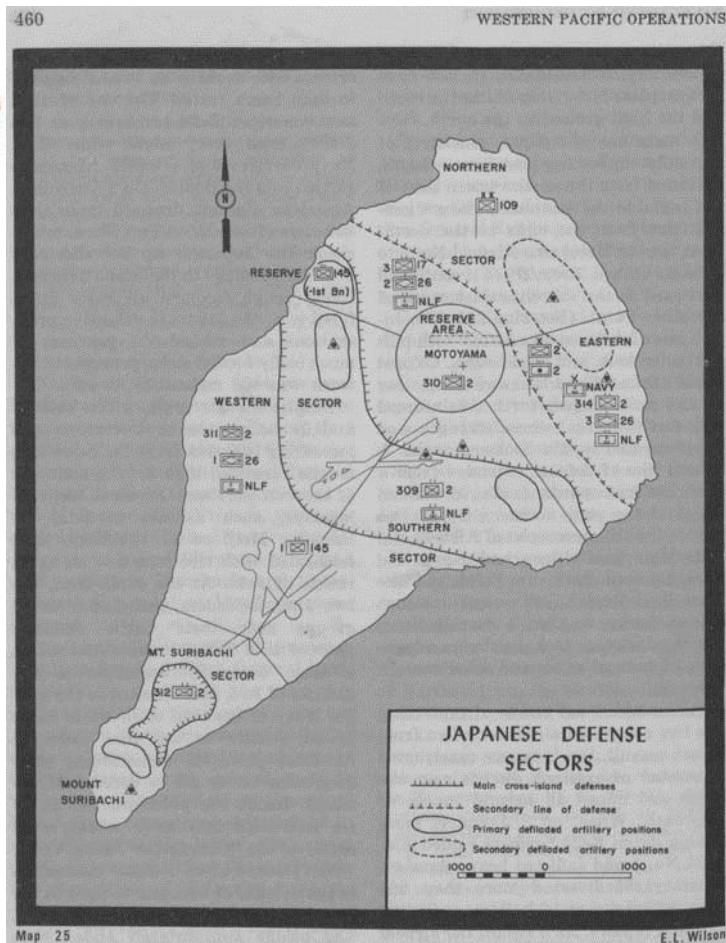 460
WESTERN PACIFIC OPERATIONS
NORTHERN
109
SECTOR
RESERVE 145
(-1st Bn)
3 17
2 26
NLF
N
RESERVE
AREA
MOTOYAMA
310 2
2
EASTERN
2
NAVY
314 2
3 26
NLF
WESTERN
SECTOR
311 2
1 26
NLF
309 2
NLF
SOUTHERN
SECTOR
1 145
MT. SURIBACHI
SECTOR
312 2
MOUNT
SURIBACHI
JAPANESE DEFENSE
SECTORS
Main cross-island defenses
Secondary line of defense
Primary defiladed artillery positions
Secondary defiladed artillery positions
1000 0 1000
Map 25
E.L. Wilson